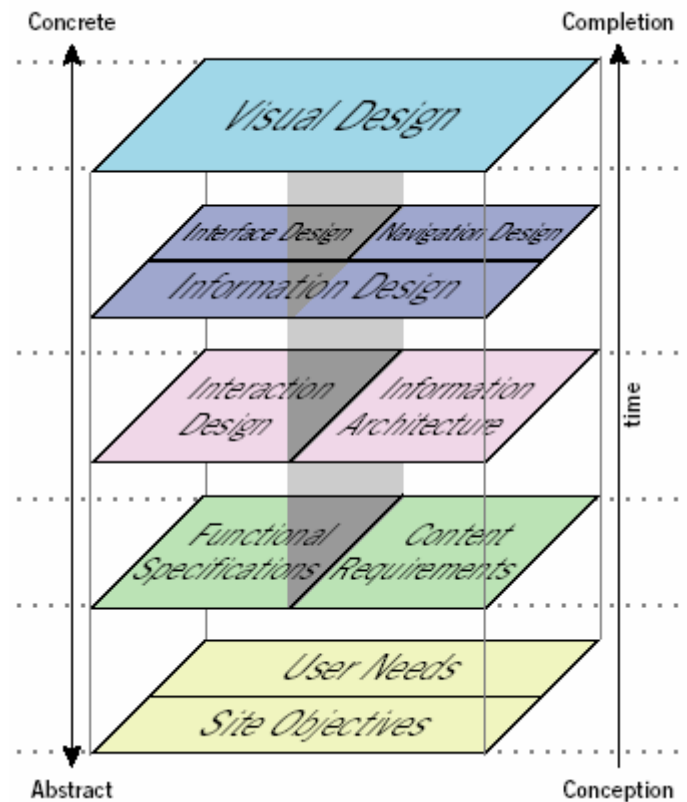 Concrete
Completion
Visual Design
Interface Design
Navigation Design
Information Design
Interaction
Design
Information
Architecture
time
Functional
Specifications
Content
Requirements
User Needs
Site Objectives
Abstract
Conception